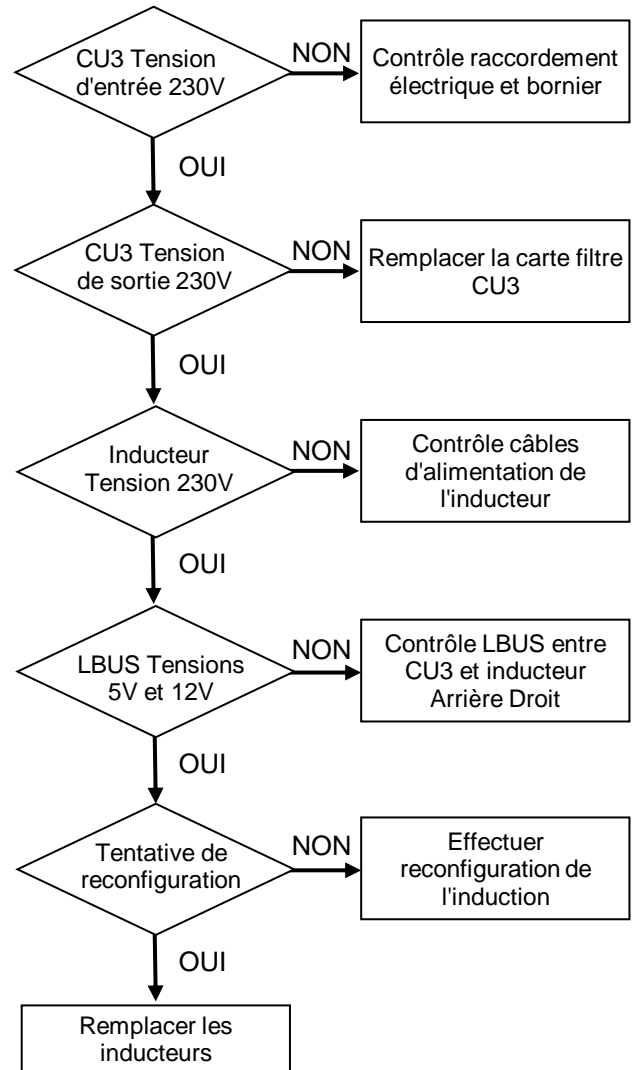 CU3 Tension
d'entrée 230V
NON
Contrôle raccordement
électrique et bornier
OUI
CU3 Tension
de sortie 230V
NON
Remplacer la carte filtre
CU3
OUI
Inducteur
Tension 230V
NON
Contrôle câbles
d'alimentation de
l'inducteur
OUI
LBUS Tensions
5V et 12V
NON
Contrôle LBUS entre
CU3 et inducteur
Arrière Droit
OUI
Tentative de
reconfiguration
NON
Effectuer
reconfiguration de
l'induction
OUI
Remplacer les
inducteurs